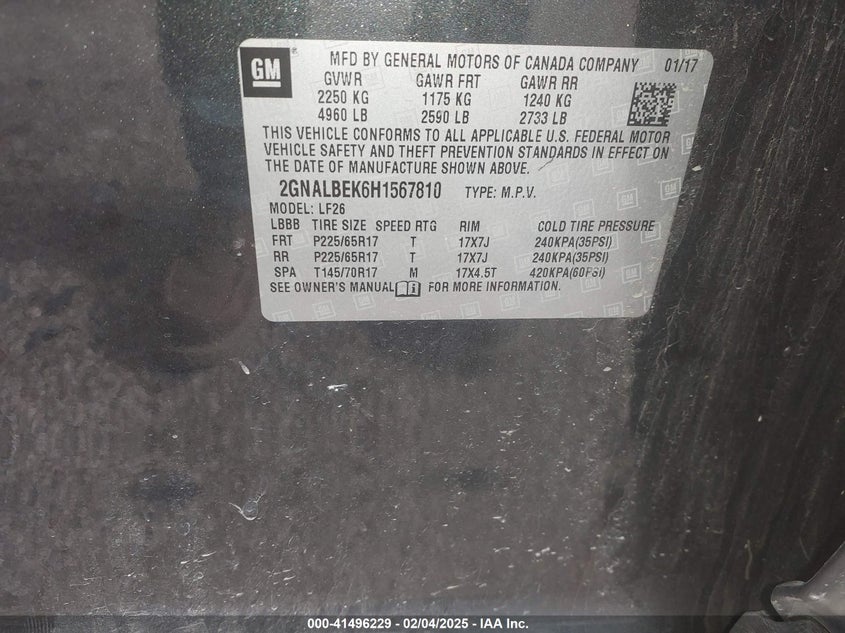 GM
MFD BY GENERAL MOTORS OF CANADA COMPANY 01/17
GVWR GAWR FRT GAWR RR
2250 KG 1175 KG 1240 KG
4960 LB 2590 LB 2733 LB
THIS VEHICLE CONFORMS TO ALL APPLICABLE U.S. FEDERAL MOTOR
VEHICLE SAFETY AND THEFT PREVENTION STANDARDS IN EFFECT ON
THE DATE OF MANUFACTURE SHOWN ABOVE.
2GNALBEK6H1567810 TYPE: M.P.V.
MODEL: LF26
LBBB TIRE SIZE SPEED RTG RIM COLD TIRE PRESSURE
FRT P225/65R17 T 17X7J 240KPA(35PSI)
RR P225/65R17 T 17X7J 240KPA(35PSI)
SPA T145/70R17 M 17X4.5T 420KPA(60PSI)
SEE OWNER'S MANUAL FOR MORE INFORMATION.
000-41496229 - 02/04/2025 - IAA Inc.